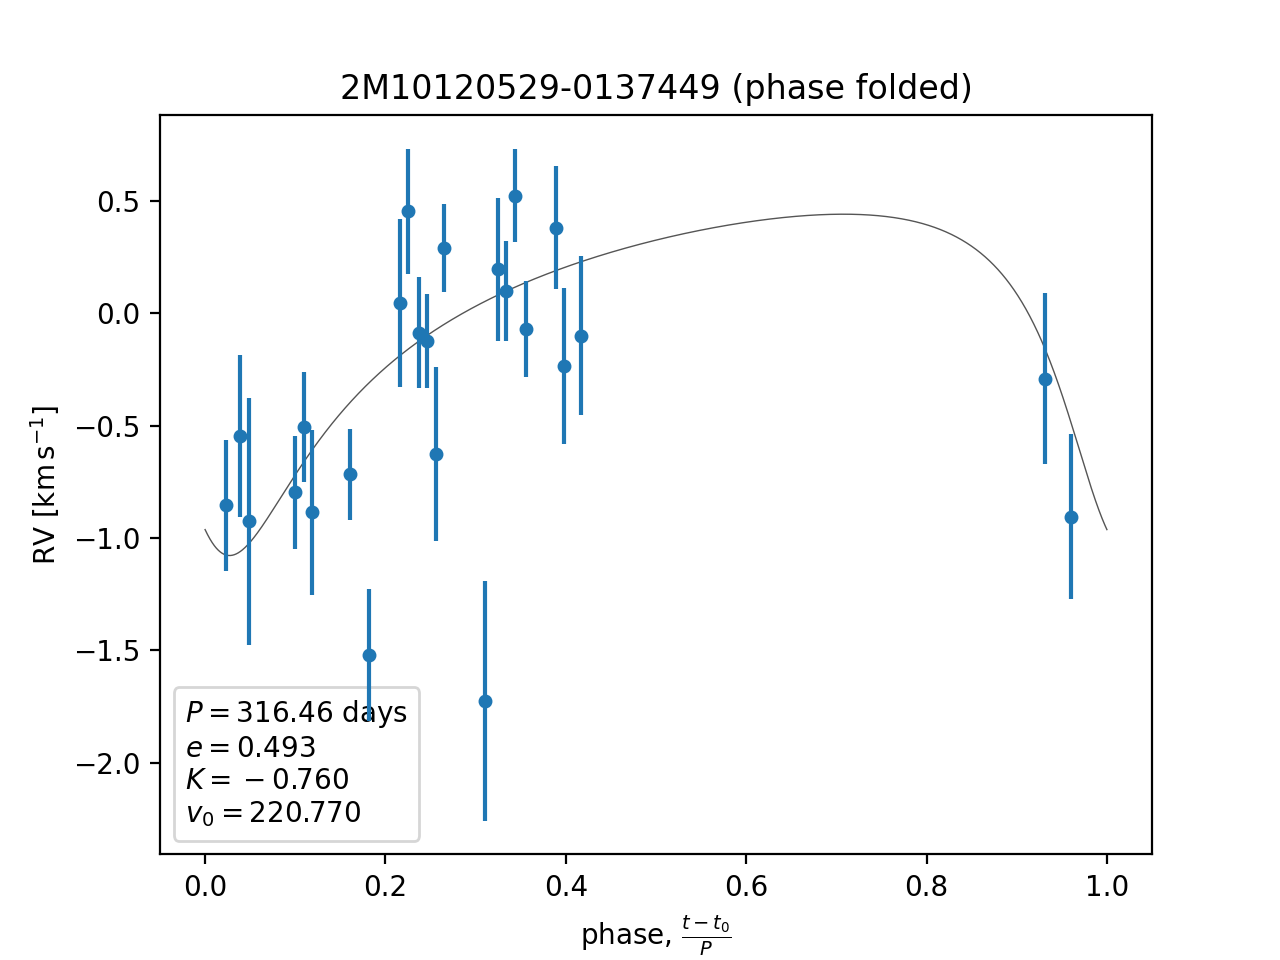 2M10120529-0137449 (phase folded)
0.5
0.0
−0.5
−1.0
−1.5
−2.0
RV [km s⁻¹]
P = 316.46 days
e = 0.493
K = −0.760
v₀ = 220.770
0.0 0.2 0.4 0.6 0.8 1.0
phase, (t − t₀)/P